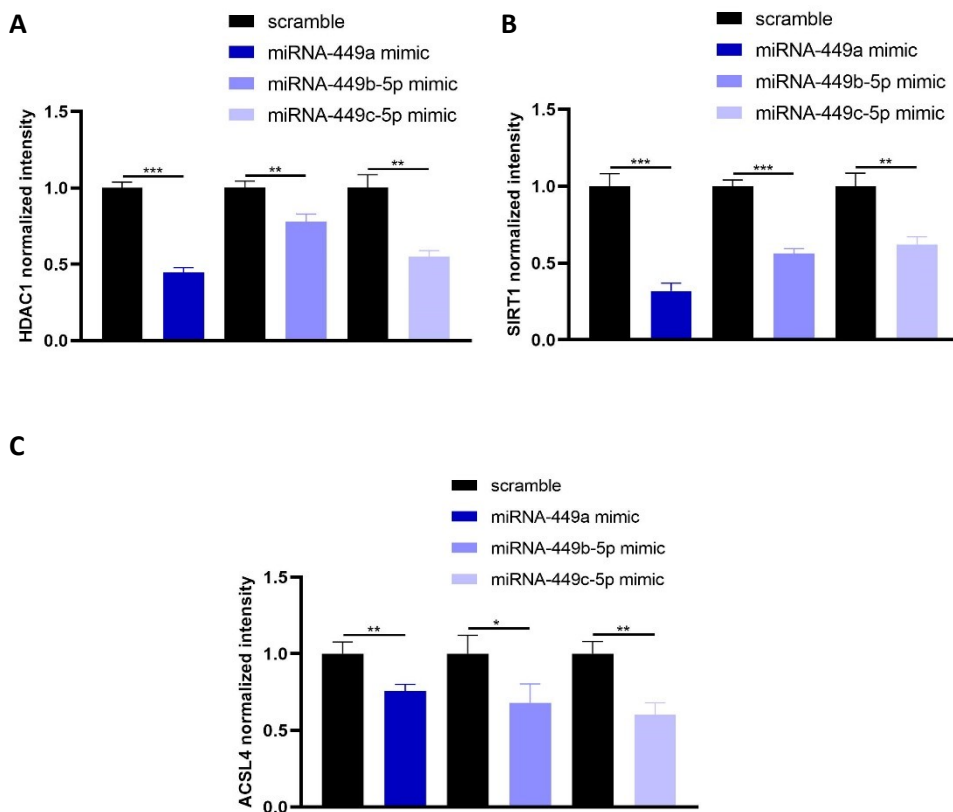 A
scramble
miRNA-449a mimic
miRNA-449b-5p mimic
miRNA-449c-5p mimic
HDAC1 normalized intensity
1.5
1.0
0.5
0.0
***
**
**
B
scramble
miRNA-449a mimic
miRNA-449b-5p mimic
miRNA-449c-5p mimic
SIRT1 normalized intensity
1.5
1.0
0.5
0.0
***
***
**
C
scramble
miRNA-449a mimic
miRNA-449b-5p mimic
miRNA-449c-5p mimic
ACSL4 normalized intensity
1.5
1.0
0.5
0.0
**
*
**